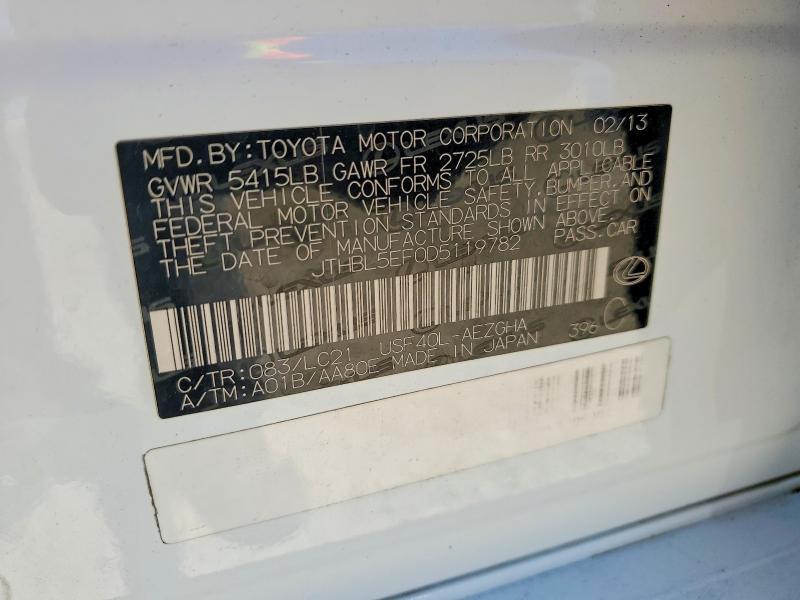 MFD.BY:TOYOTA MOTOR CORPORATION 02/13
GVWR 5415LB GAWR FR 2725LB RR 3010LB
THIS VEHICLE CONFORMS TO ALL APPLICABLE
FEDERAL MOTOR VEHICLE SAFETY,BUMPER,AND
THEFT PREVENTION STANDARDS IN EFFECT ON
THE DATE OF MANUFACTURE SHOWN ABOVE.
JTHBL5EF0D5119782 PASS.CAR
C/TR:083/LC21 USF40L-AEZGHA 396
A/TM:A01B/AA80E MADE IN JAPAN